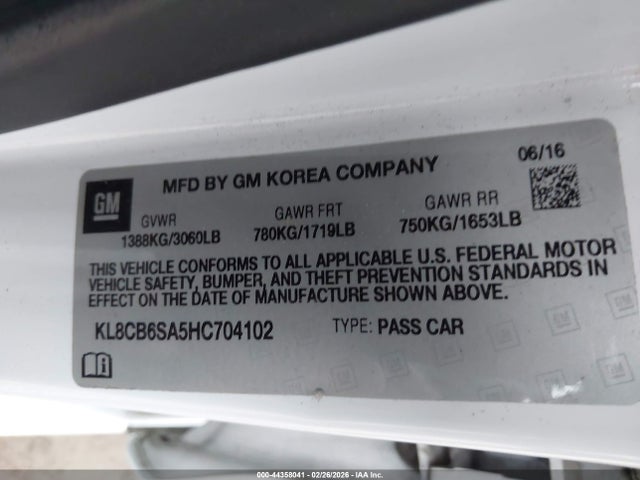 GM
MFD BY GM KOREA COMPANY
06/16
GVWR
1388KG/3060LB
GAWR FRT
780KG/1719LB
GAWR RR
750KG/1653LB
THIS VEHICLE CONFORMS TO ALL APPLICABLE U.S. FEDERAL MOTOR
VEHICLE SAFETY, BUMPER, AND THEFT PREVENTION STANDARDS IN
EFFECT ON THE DATE OF MANUFACTURE SHOWN ABOVE.
KL8CB6SA5HC704102
TYPE: PASS CAR
000-44358041 - 02/26/2026 - IAA Inc.